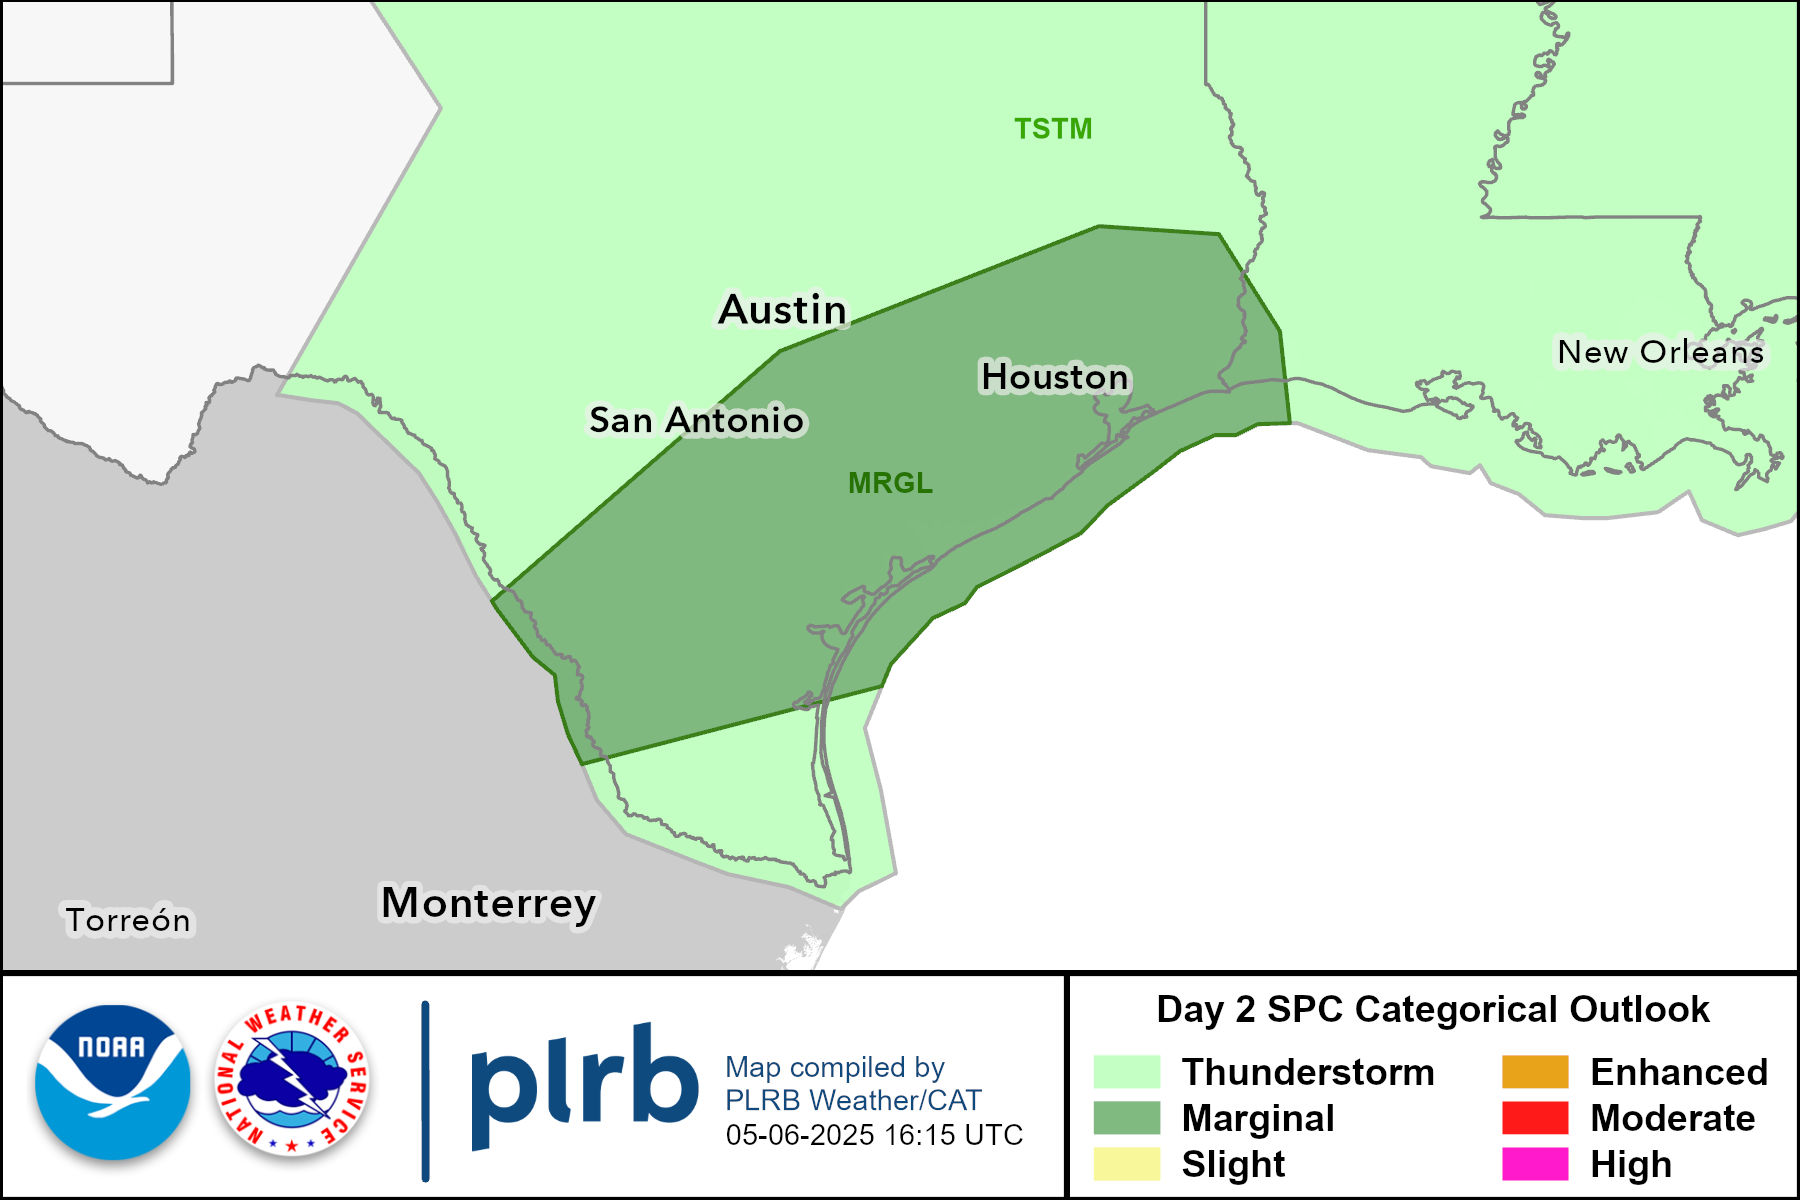 TSTM
Austin
Houston
New Orleans
San Antonio
MRGL
Monterrey
Torreón
NOAA
NATIONAL WEATHER SERVICE
plrb
Map compiled by
PLRB Weather/CAT
05-06-2025 16:15 UTC
Day 2 SPC Categorical Outlook
Thunderstorm
Marginal
Slight
Enhanced
Moderate
High